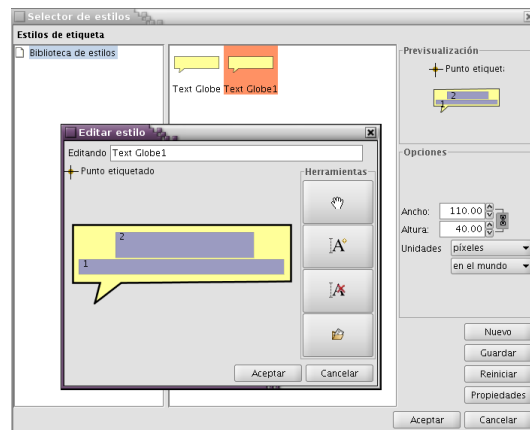 Selector de estilos
Estilos de etiqueta
Biblioteca de estilos
Text Globe
Text Globe1
Previsualización
Punto etiquet
2
1
Opciones
Ancho: 110.00
Altura: 40.00
Unidades píxeles
en el mundo
Nuevo
Guardar
Reiniciar
Propiedades
Aceptar Cancelar
Editar estilo
Editando Text Globe1
Punto etiquetado
Herramientas
2
1
A
A
Aceptar Cancelar